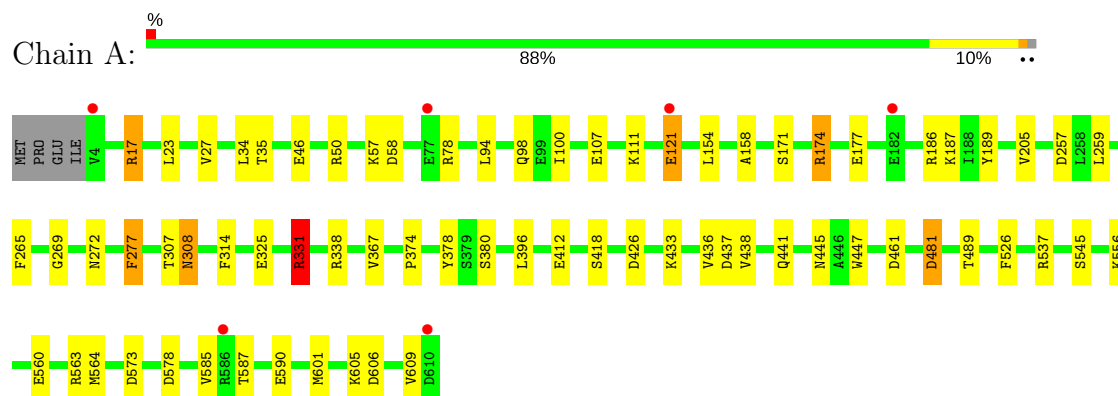 %
Chain A:
88%
10%
MET PRO GLU ILE V4 R17 L23 V27 L34 T35 E46 R50 K57 D58 E77 R78 L94 Q98 E99 I100 E107 K111 E121 L154 A158 S171 R174 E177 E182 R186 K187 I188 Y189 V205 D257 L258 L259
F265 G269 N272 F277 T307 N308 F314 E325 R331 R338 V367 P374 Y378 S379 S380 L396 E412 S418 D426 K433 V436 D437 V438 Q441 N445 A446 W447 D461 D481 T489 F526 R537 S545 K556
E560 R563 M564 D573 D578 V585 R586 T587 E590 M601 K605 D606 V609 D610